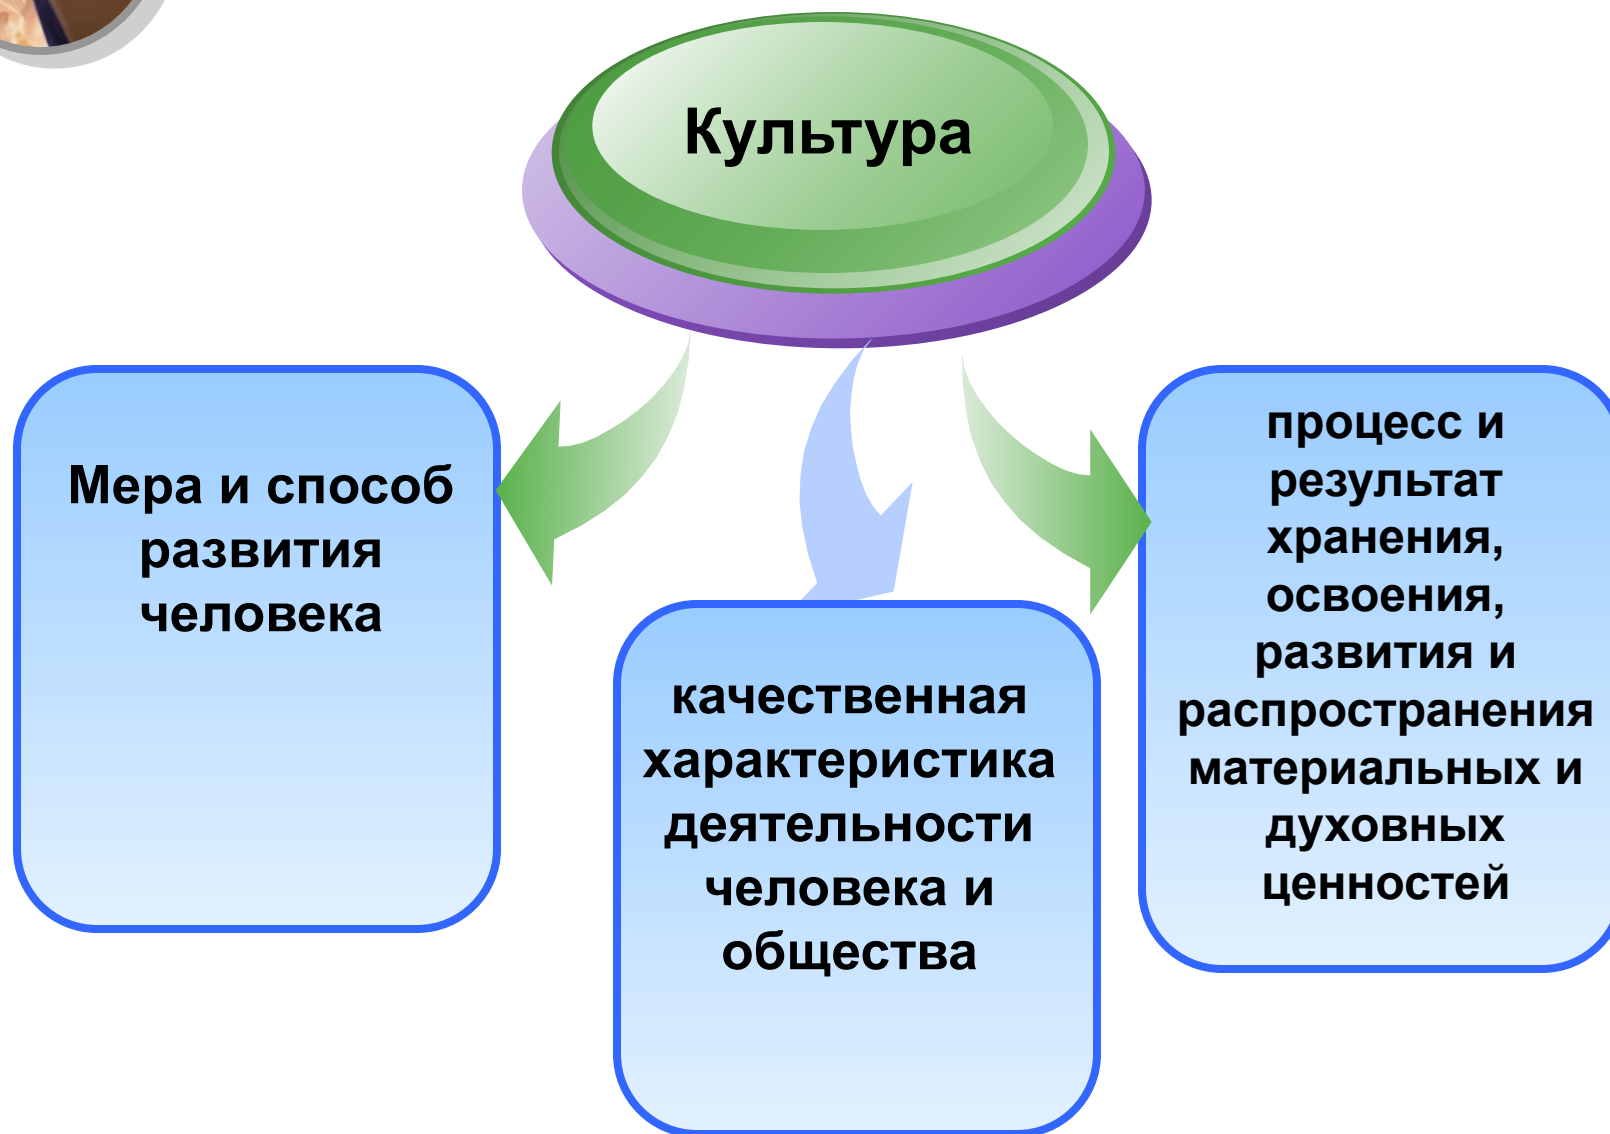 Культура
Мера и способ
развития
человека
качественная
характеристика
деятельности
человека и
общества
процесс и
результат
хранения,
освоения,
развития и
распространения
материальных и
духовных
ценностей